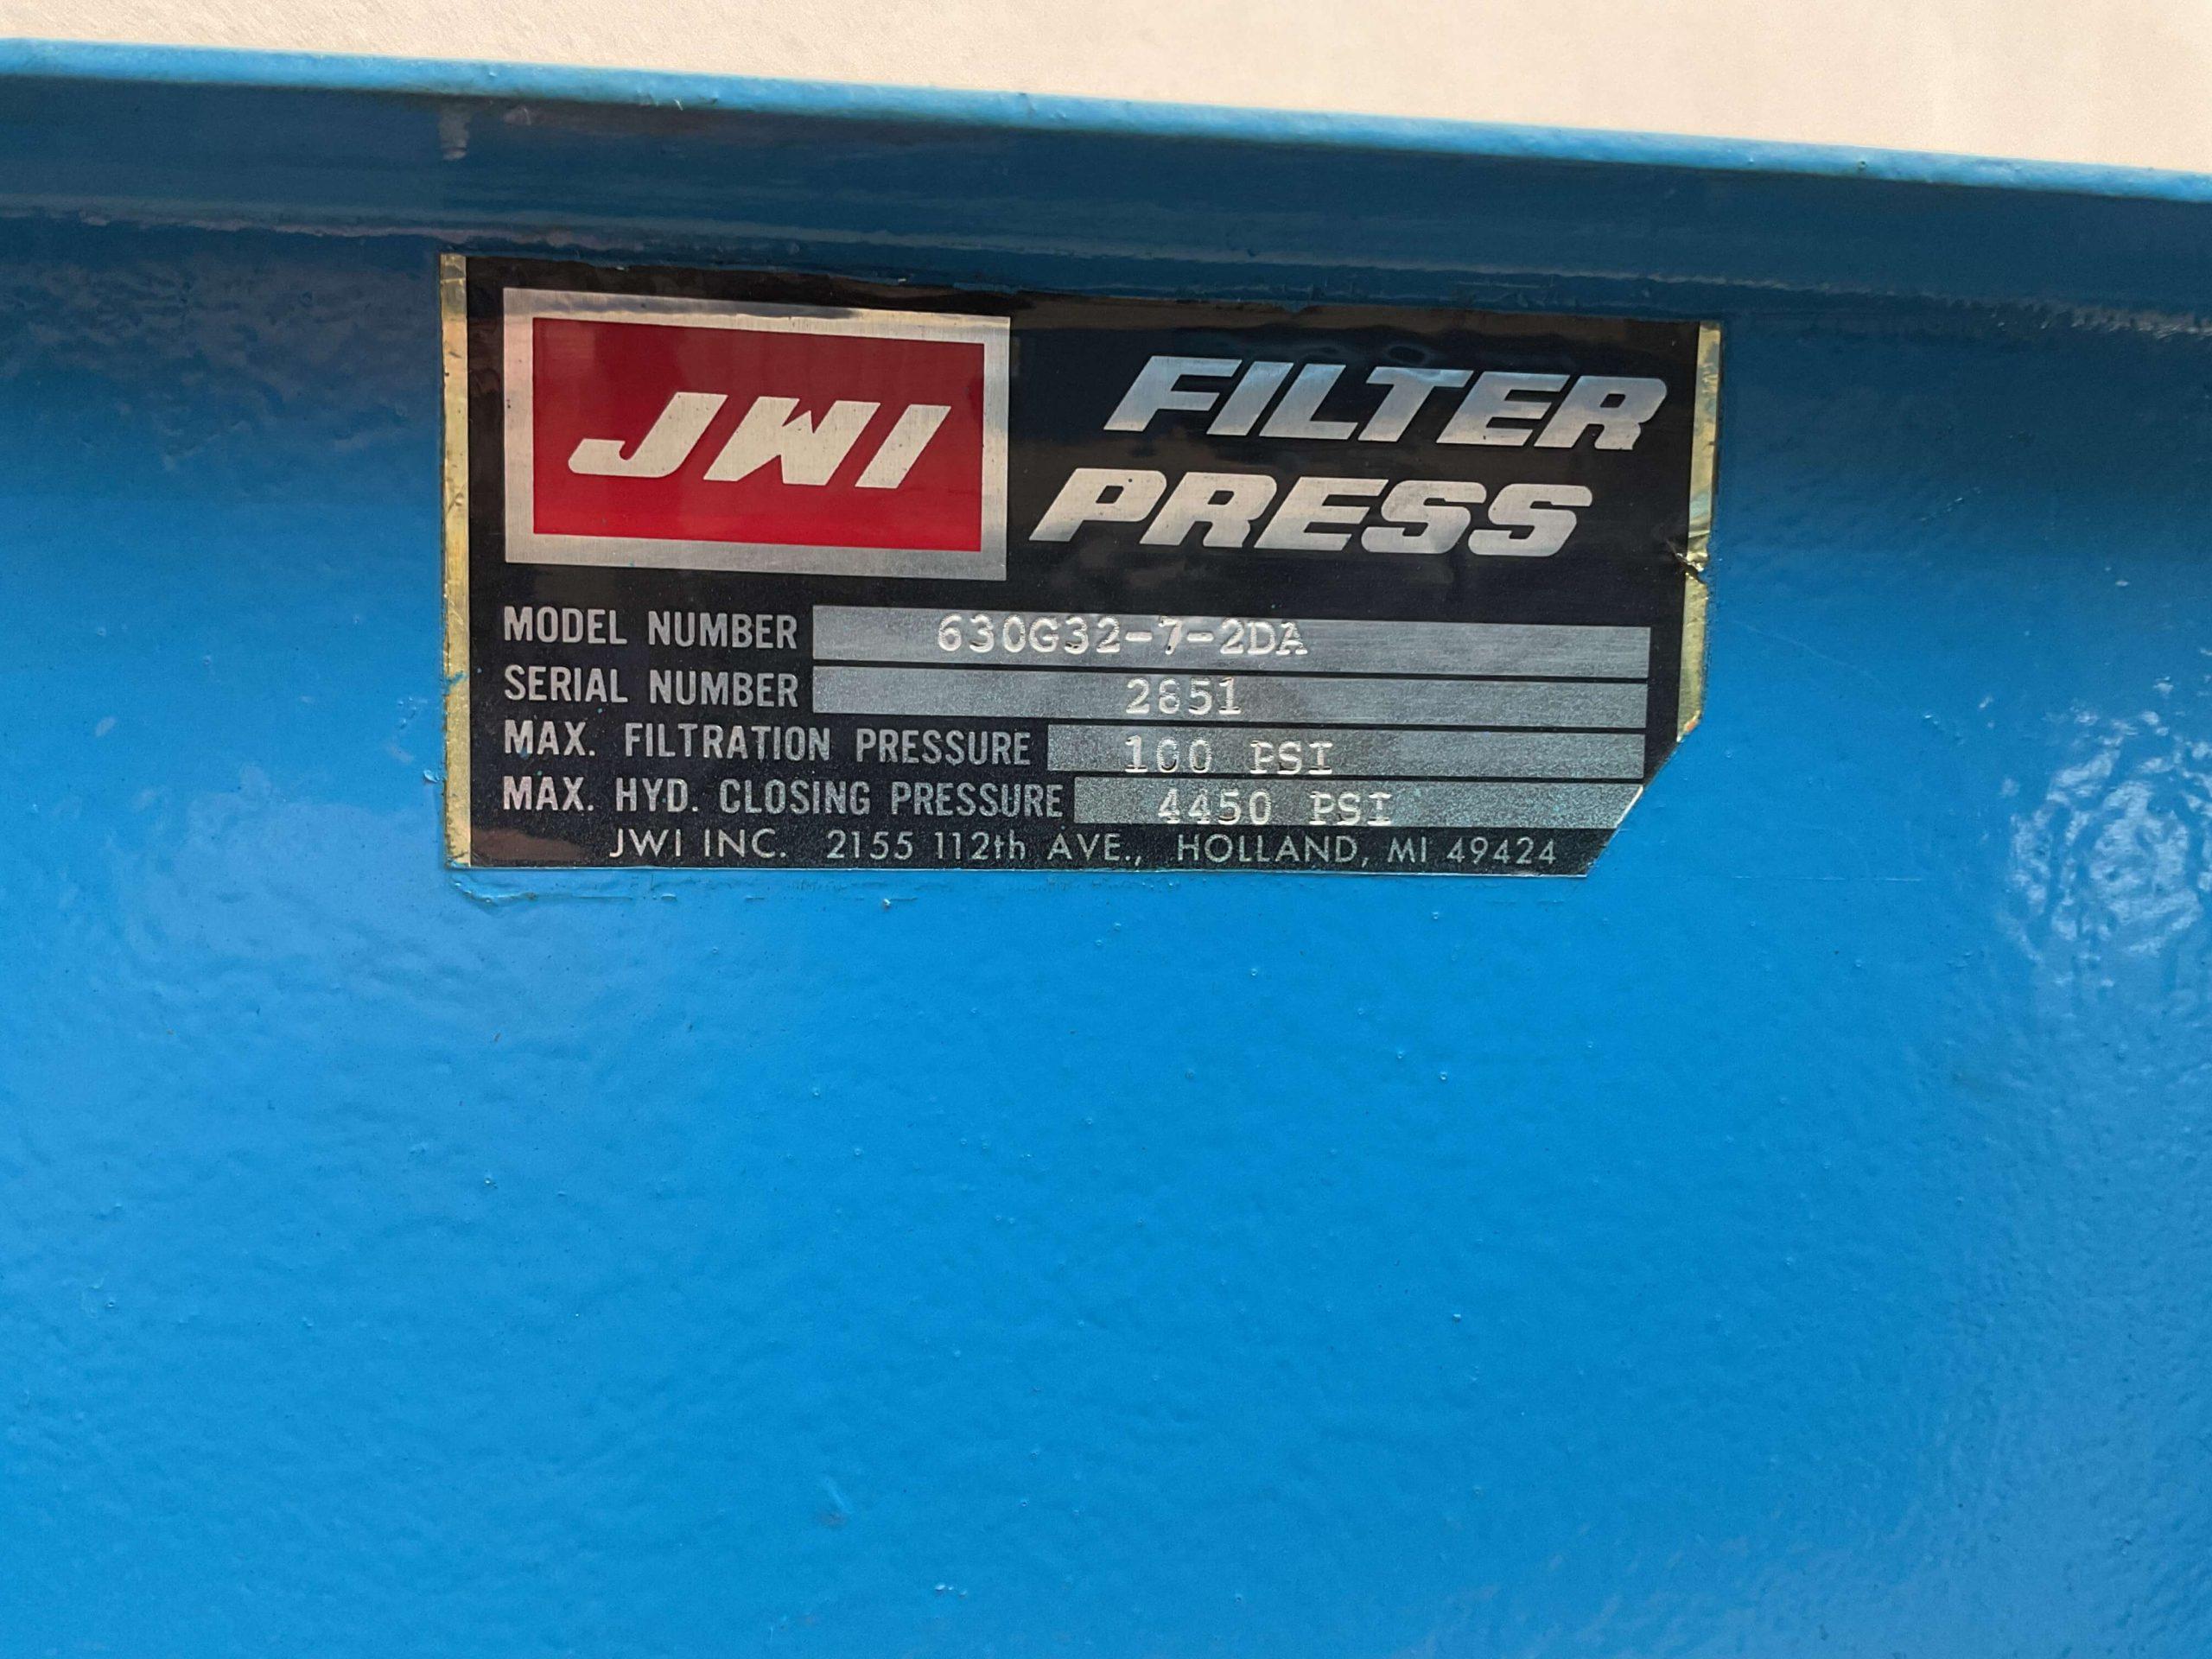 JWI
FILTER
PRESS
MODEL NUMBER 630G32-7-2DA
SERIAL NUMBER
MAX. FILTRATION PRESSURE 100 PSI
MAX. HYD. CLOSING PRESSURE 4450 PSI
JWI INC. 2155 112th AVE., HOLLAND, MI 49424